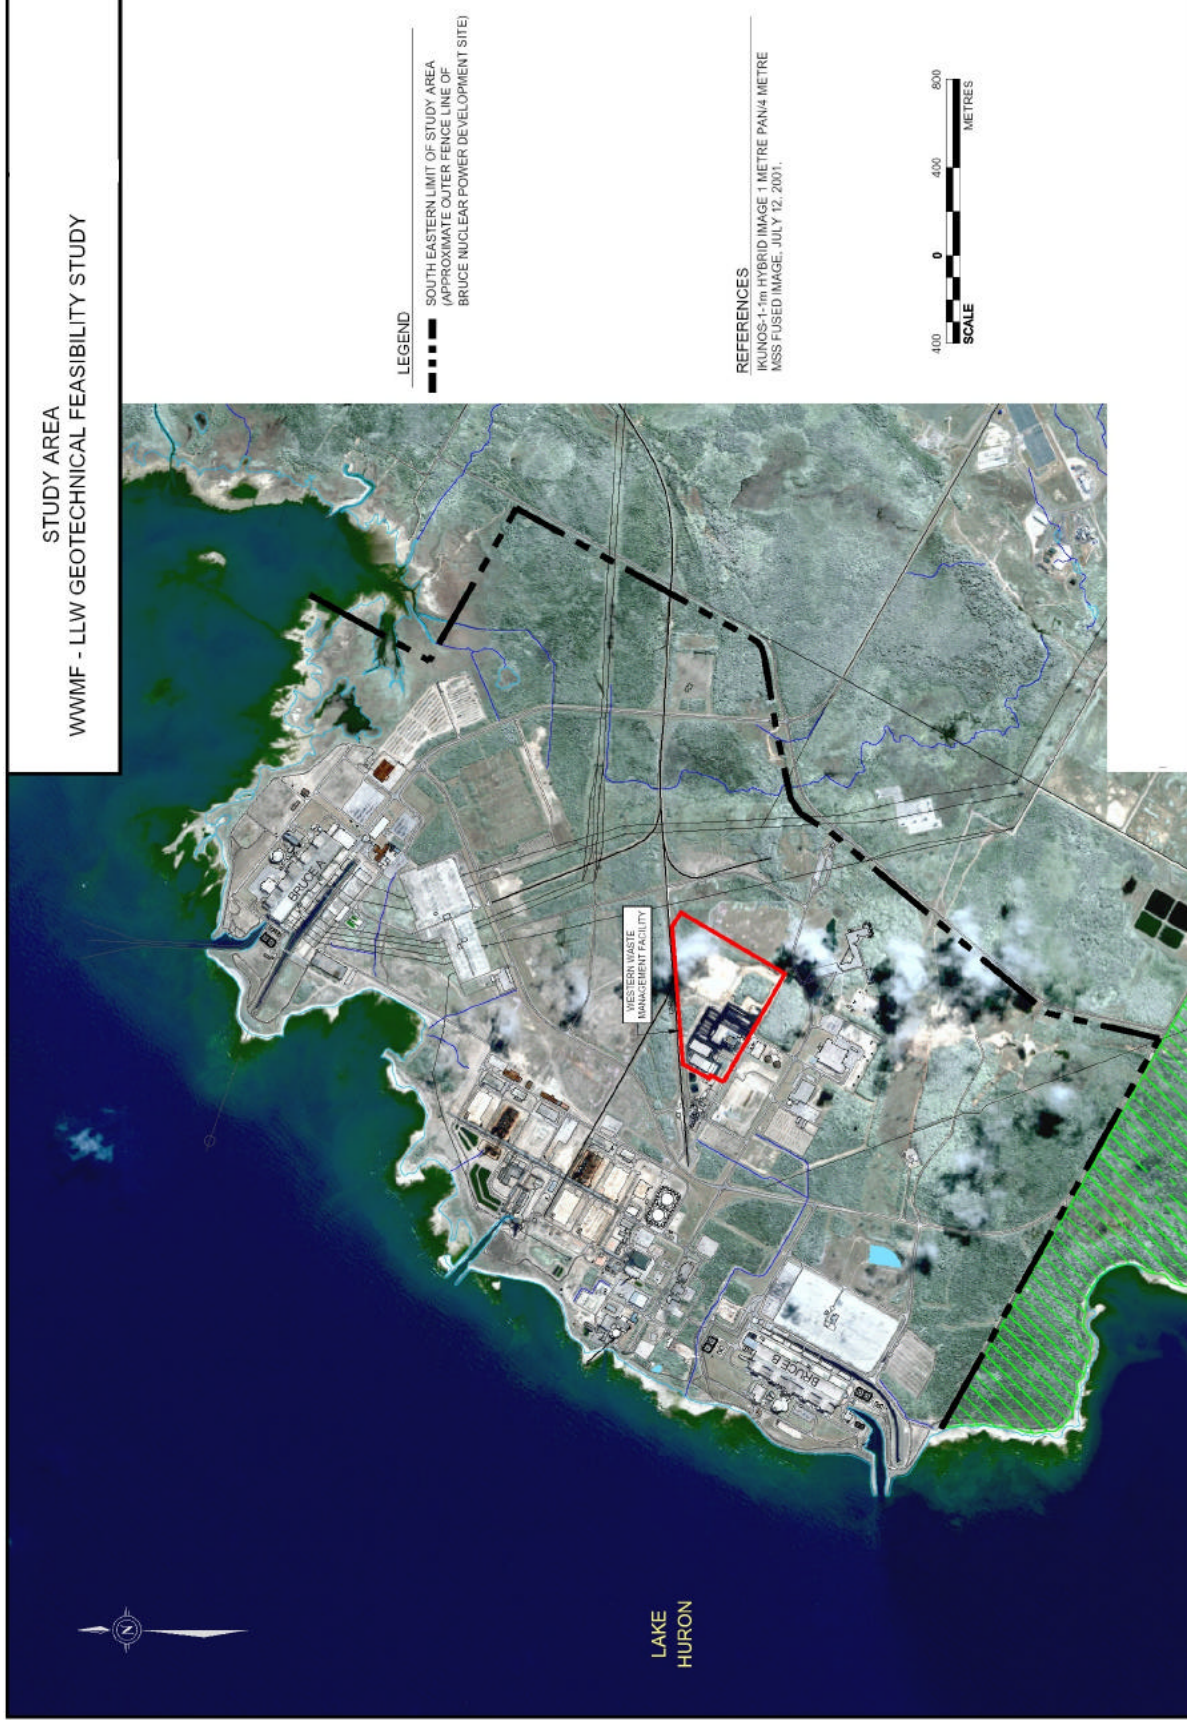 STUDY AREA
WWMF - LLW GEOTECHNICAL FEASIBILITY STUDY
LEGEND
SOUTH EASTERN LIMIT OF STUDY AREA
(APPROXIMATE OUTER FENCE LINE OF
BRUCE NUCLEAR POWER DEVELOPMENT SITE)
REFERENCES
IKUNOS-1-1m HYBRID IMAGE 1 METRE PAN/4 METRE
MSS FUSED IMAGE, JULY 12, 2001.
400 0 400 800
SCALE METRES
BRUCE A
WESTERN WASTE
MANAGEMENT FACILITY
BRUCE B
LAKE
HURON
N